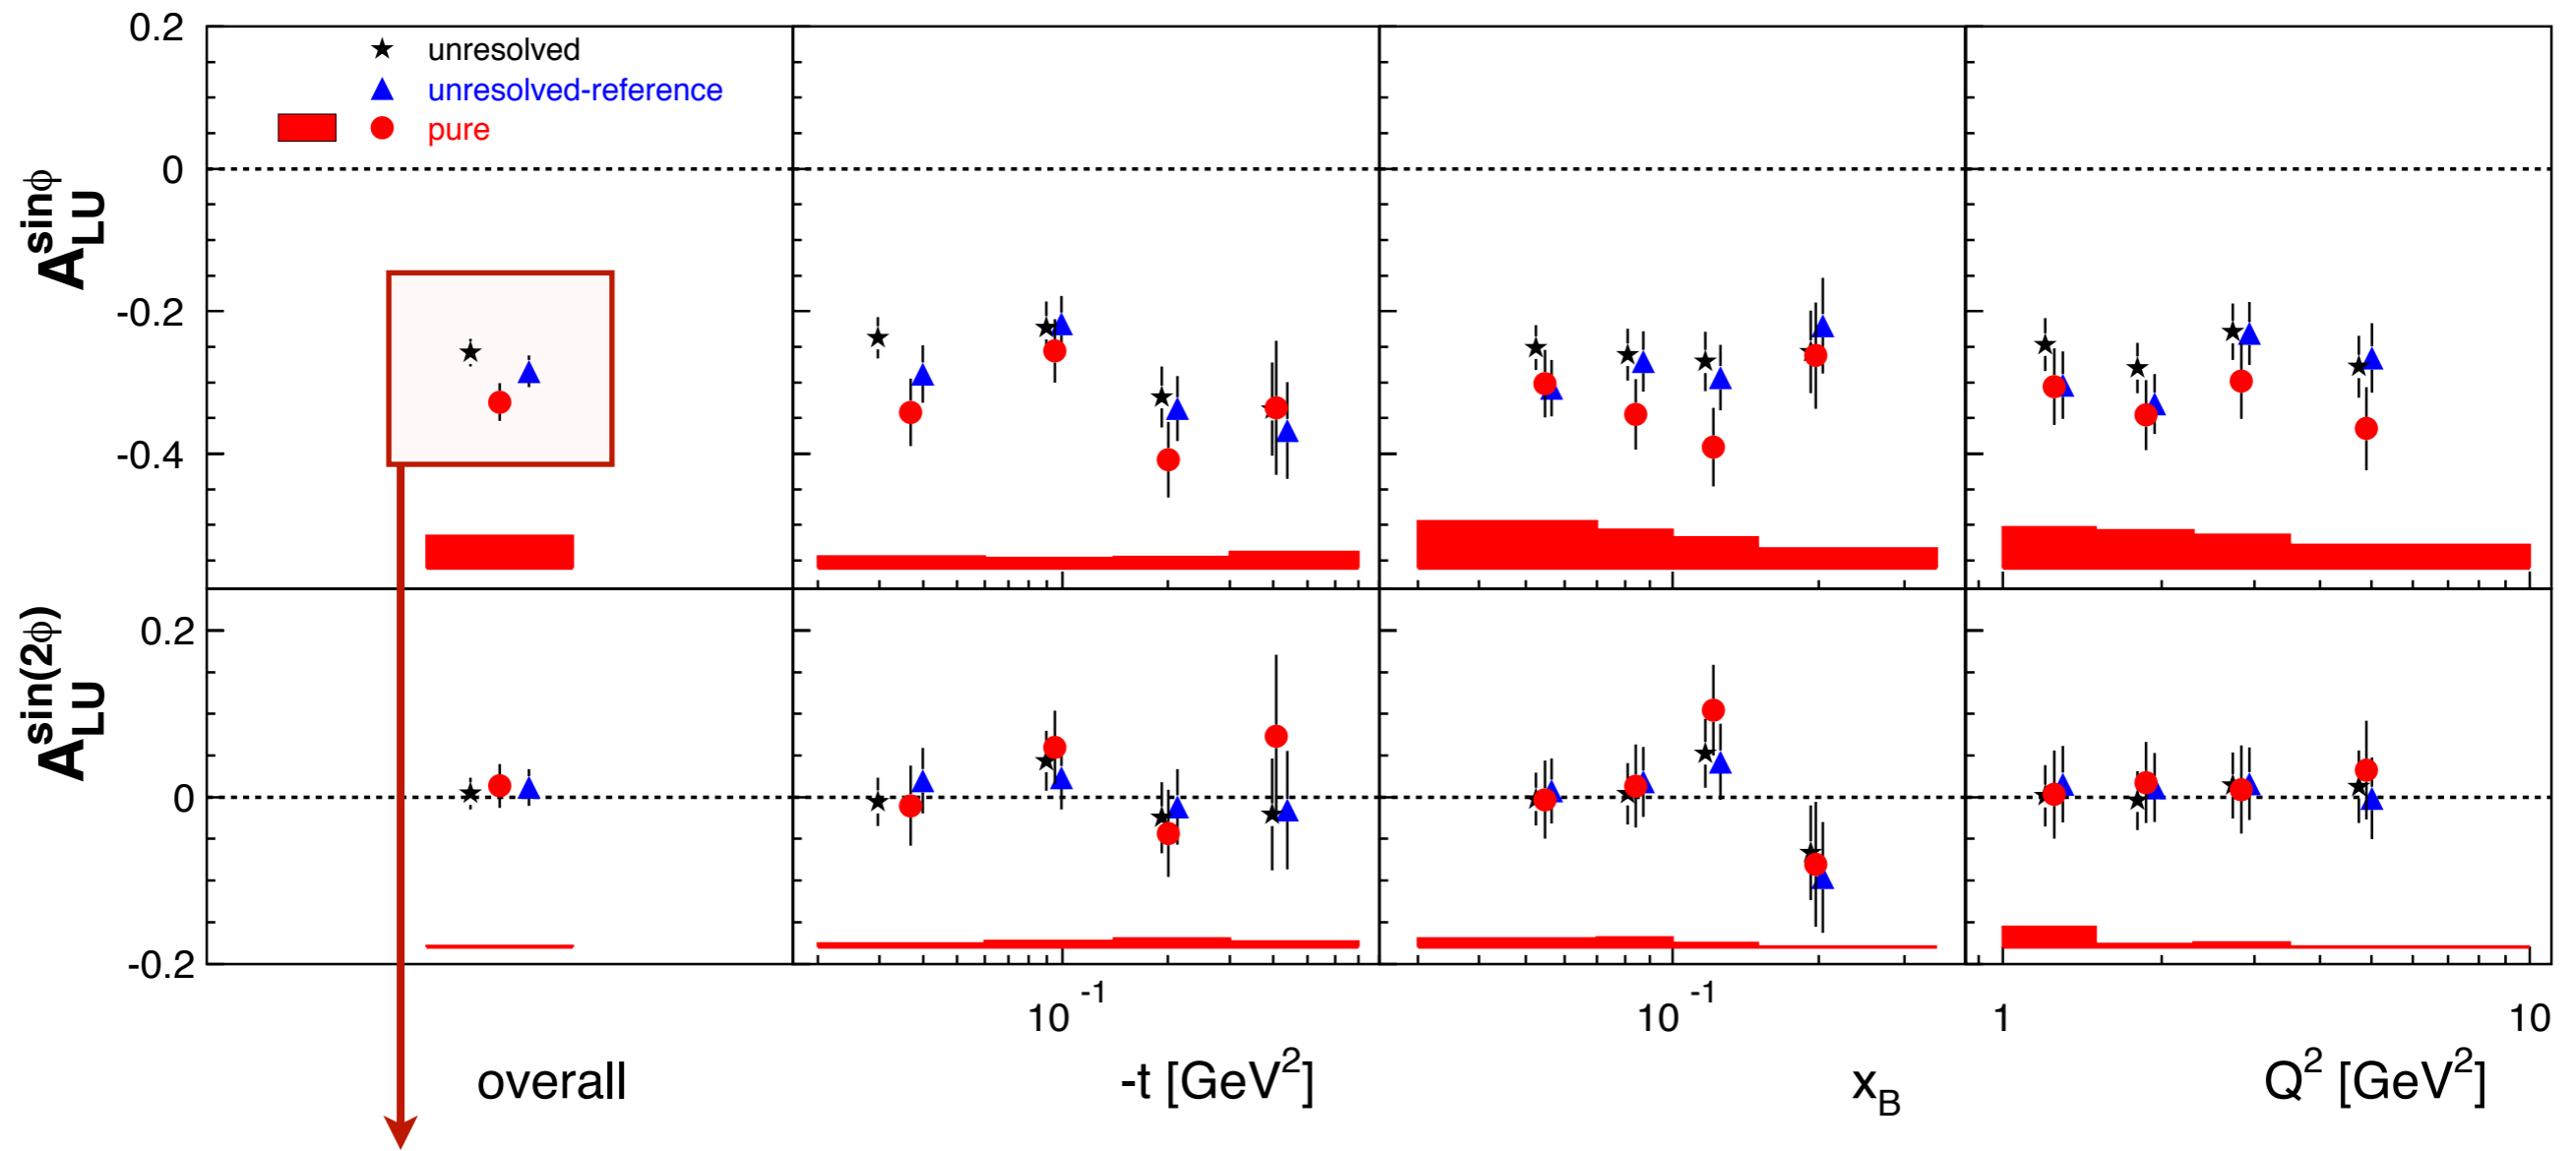 0.2
unresolved
unresolved-reference
pure
0
-0.2
-0.4
A_LU^sinϕ
0.2
0
-0.2
A_LU^sin(2ϕ)
10^-1
10^-1
1
10
overall
-t [GeV^2]
x_B
Q^2 [GeV^2]